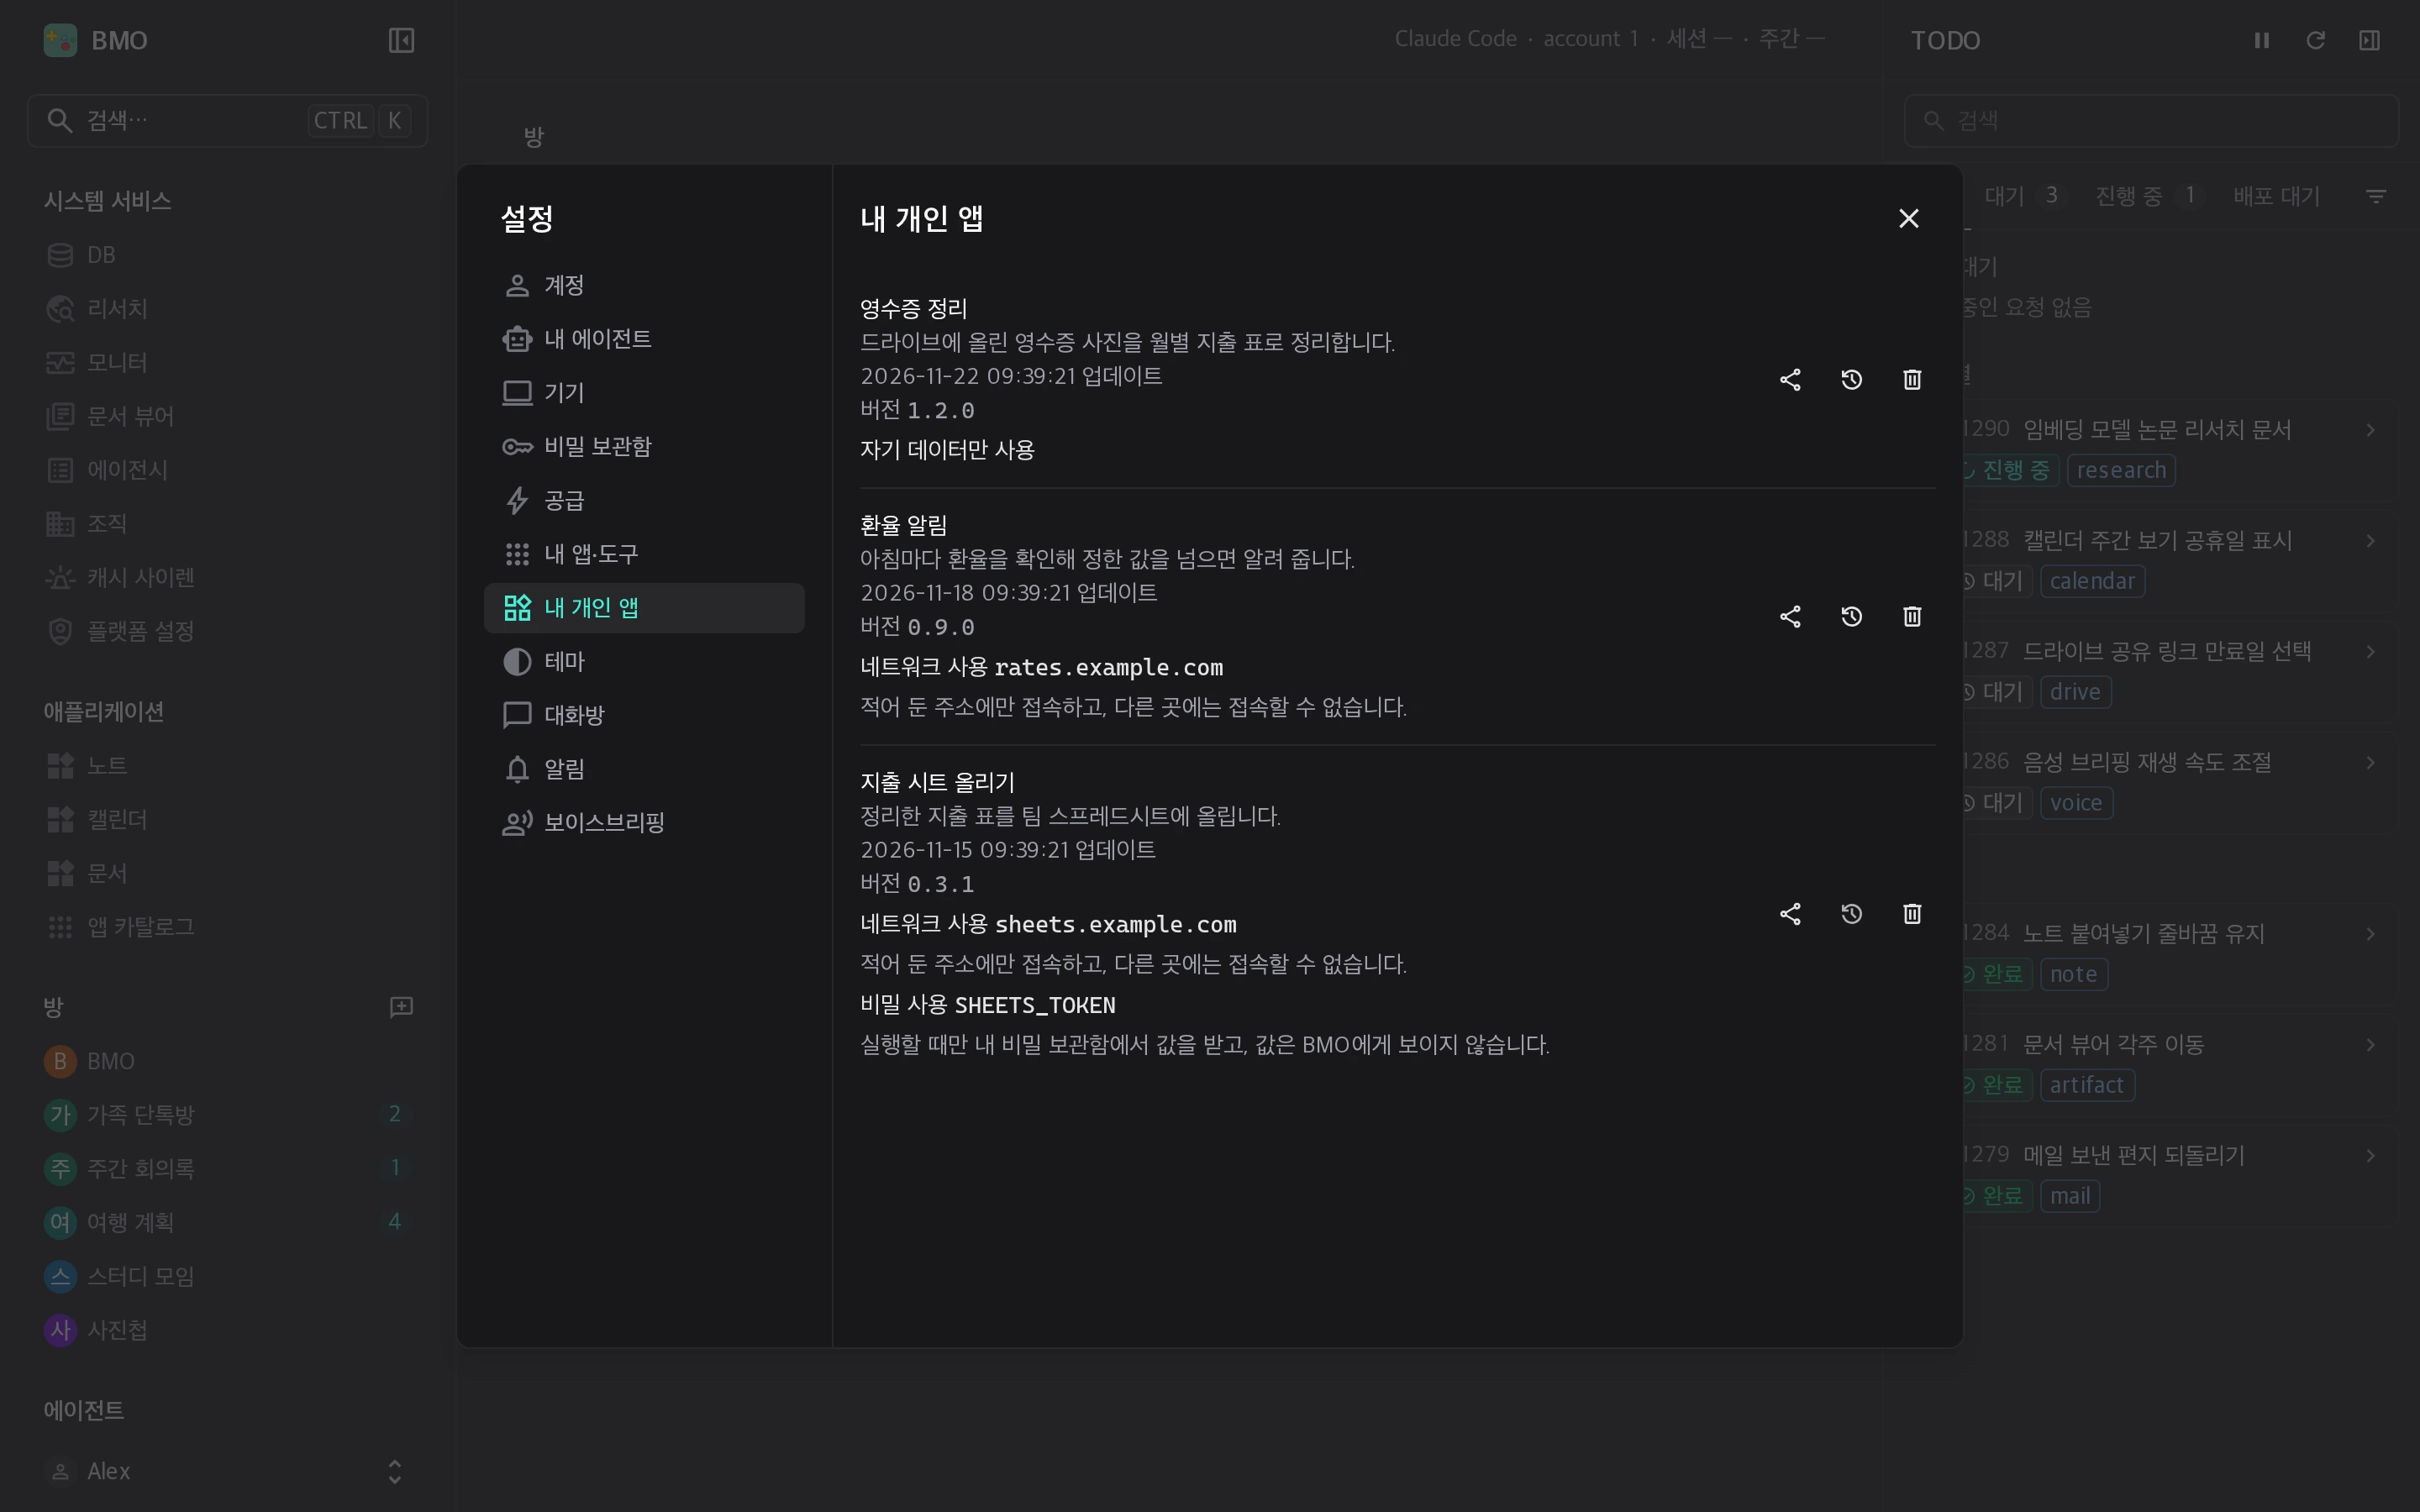 BMO
검색…
CTRL K
시스템 서비스
DB
리서치
모니터
문서 뷰어
에이전시
조직
캐시 사이렌
플랫폼 설정
애플리케이션
노트
캘린더
문서
앱 카탈로그
방
B BMO
가 가족 단톡방 2
주 주간 회의록 1
여 여행 계획 4
스 스터디 모임
사 사진첩
에이전트
Alex
Claude Code · account 1 · 세션 — · 주간 —
방
설정
계정
내 에이전트
기기
비밀 보관함
공급
내 앱·도구
내 개인 앱
테마
대화방
알림
보이스브리핑
내 개인 앱
영수증 정리
드라이브에 올린 영수증 사진을 월별 지출 표로 정리합니다.
2026-11-22 09:39:21 업데이트
버전 1.2.0
자기 데이터만 사용
환율 알림
아침마다 환율을 확인해 정한 값을 넘으면 알려 줍니다.
2026-11-18 09:39:21 업데이트
버전 0.9.0
네트워크 사용 rates.example.com
적어 둔 주소에만 접속하고, 다른 곳에는 접속할 수 없습니다.
지출 시트 올리기
정리한 지출 표를 팀 스프레드시트에 올립니다.
2026-11-15 09:39:21 업데이트
버전 0.3.1
네트워크 사용 sheets.example.com
적어 둔 주소에만 접속하고, 다른 곳에는 접속할 수 없습니다.
비밀 사용 SHEETS_TOKEN
실행할 때만 내 비밀 보관함에서 값을 받고, 값은 BMO에게 보이지 않습니다.
TODO
검색
대기 3 진행 중 1 배포 대기
대기
중인 요청 없음
1290 임베딩 모델 논문 리서치 문서
진행 중 research
1288 캘린더 주간 보기 공휴일 표시
대기 calendar
1287 드라이브 공유 링크 만료일 선택
대기 drive
1286 음성 브리핑 재생 속도 조절
대기 voice
1284 노트 붙여넣기 줄바꿈 유지
완료 note
1281 문서 뷰어 각주 이동
완료 artifact
1279 메일 보낸 편지 되돌리기
완료 mail